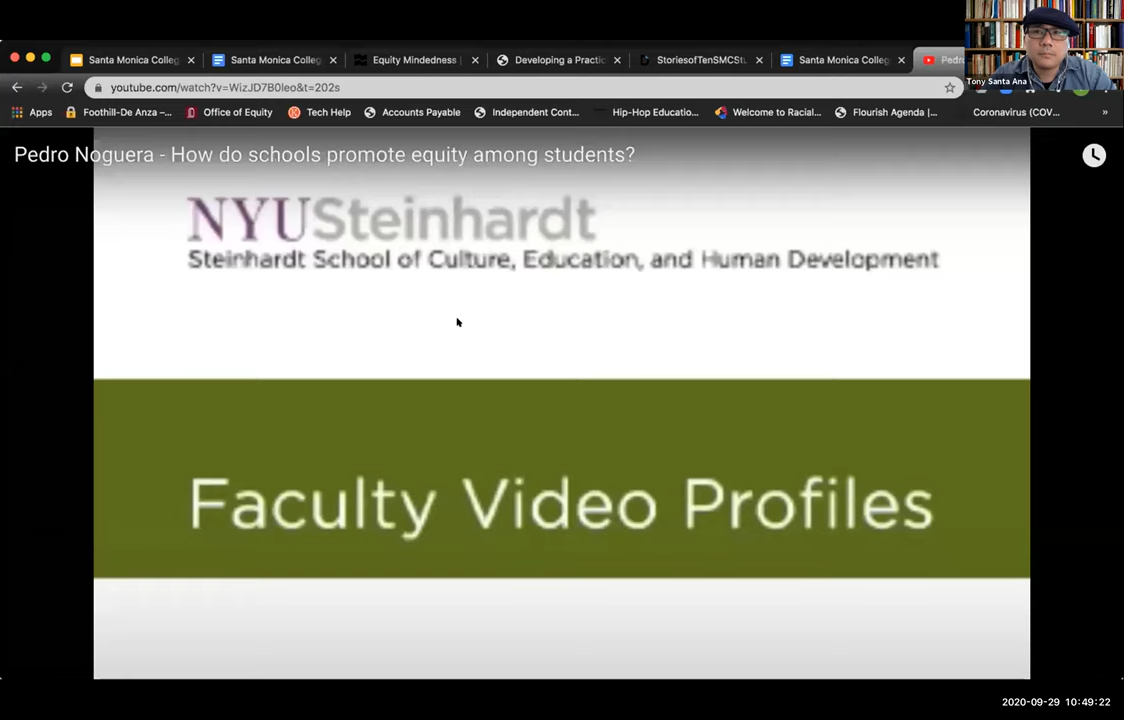 Santa Monica Colleg
Santa Monica Colleg
Equity Mindedness
Developing a Practic
StoriesofTenSMCStu
Santa Monica Colleg
Pedro
Tony Santa Ana
youtube.com/watch?v=WizJD7B0Ieo&t=202s
Apps
Foothill-De Anza –...
Office of Equity
Tech Help
Accounts Payable
Independent Cont...
Hip-Hop Educatio...
Welcome to Racial...
Flourish Agenda |...
Coronavirus (COV...
»
Pedro Noguera - How do schools promote equity among students?
NYUSteinhardt
Steinhardt School of Culture, Education, and Human Development
Faculty Video Profiles
2020-09-29 10:49:22